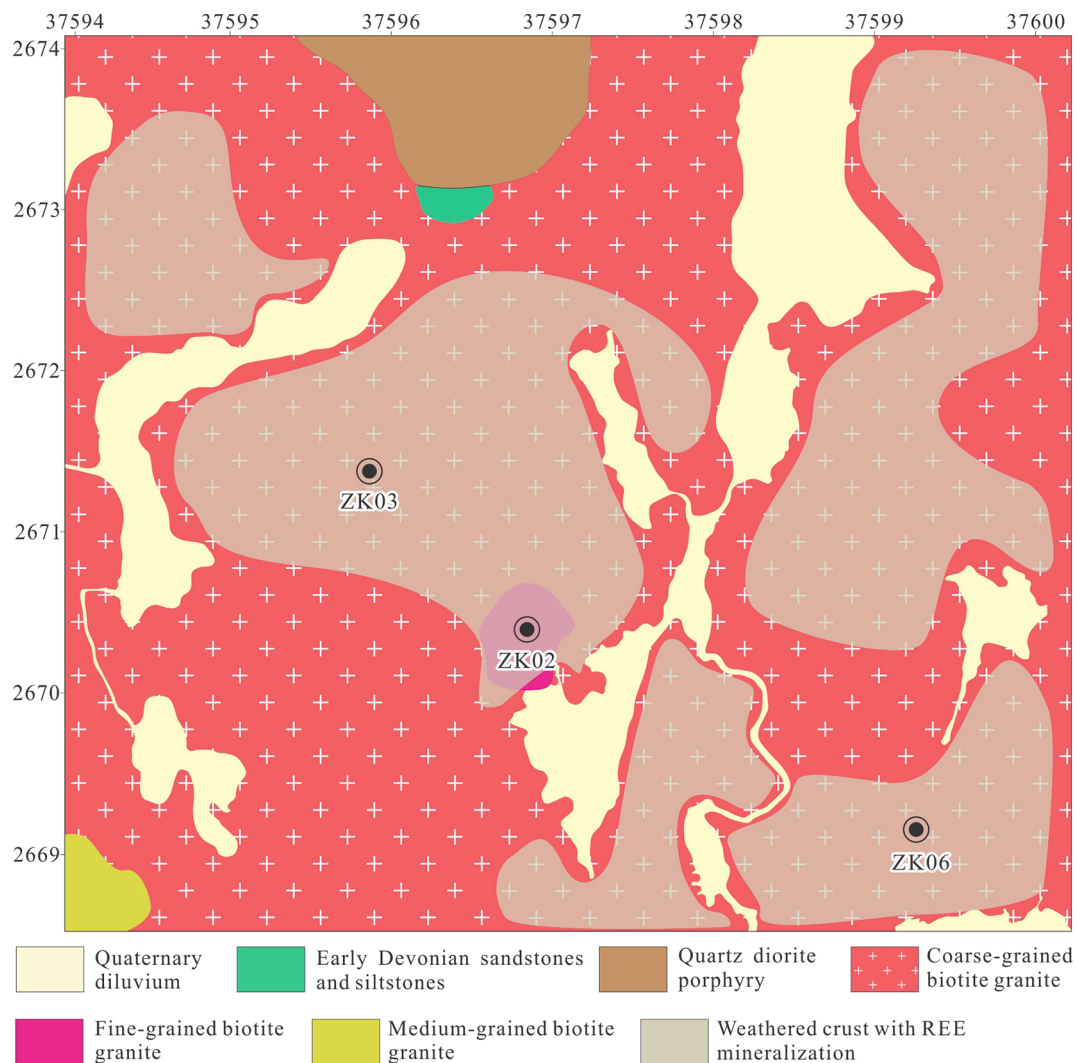 37594 37595 37596 37597 37598 37599 37600
2674
2673
2672
2671
2670
2669
ZK03
ZK02
ZK06
Quaternary
diluvium
Early Devonian sandstones
and siltstones
Quartz diorite
porphyry
Coarse-grained
biotite granite
Fine-grained biotite
granite
Medium-grained biotite
granite
Weathered crust with REE
mineralization